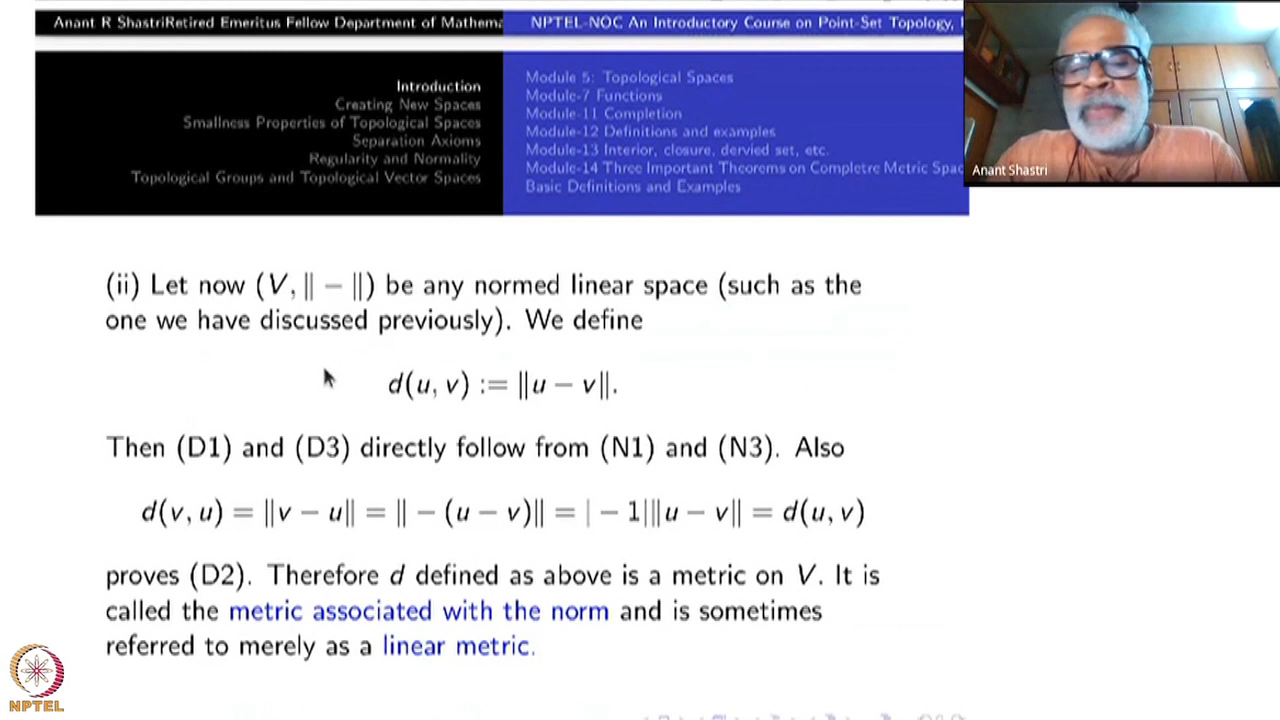 Anant R ShastriRetired Emeritus Fellow Department of Mathema
NPTEL-NOC An Introductory Course on Point-Set Topology,
Introduction
Creating New Spaces
Smallness Properties of Topological Spaces
Separation Axioms
Regularity and Normality
Topological Groups and Topological Vector Spaces
Module 5: Topological Spaces
Module-7 Functions
Module-11 Completion
Module-12 Definitions and examples
Module-13 Interior, closure, dervied set, etc.
Module-14 Three Important Theorems on Completre Metric Spac
Basic Definitions and Examples
Anant Shastri
(ii) Let now (V, ‖ − ‖) be any normed linear space (such as the
one we have discussed previously). We define
d(u, v) := ‖u − v‖.
Then (D1) and (D3) directly follow from (N1) and (N3). Also
d(v, u) = ‖v − u‖ = ‖ − (u − v)‖ = | − 1|‖u − v‖ = d(u, v)
proves (D2). Therefore d defined as above is a metric on V. It is
called the metric associated with the norm and is sometimes
referred to merely as a linear metric.
NPTEL